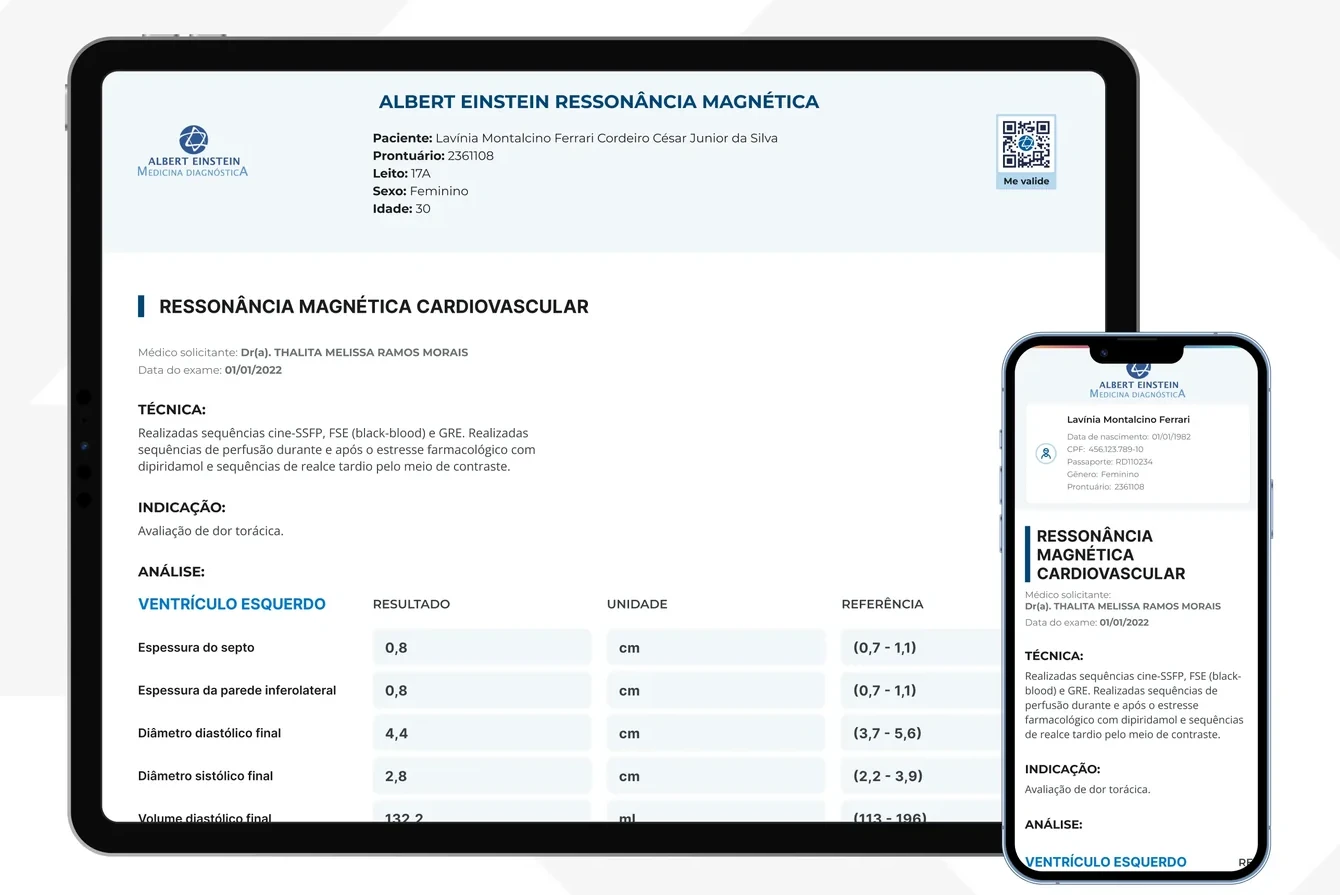 ALBERT EINSTEIN RESSONÂNCIA MAGNÉTICA
ALBERT EINSTEIN
MEDICINA DIAGNÓSTICA
Paciente: Lavínia Montalcino Ferrari Cordeiro César Junior da Silva
Prontuário: 2361108
Leito: 17A
Sexo: Feminino
Idade: 30
Me valide
RESSONÂNCIA MAGNÉTICA CARDIOVASCULAR
Médico solicitante: Dr(a). THALITA MELISSA RAMOS MORAIS
Data do exame: 01/01/2022
TÉCNICA:
Realizadas sequências cine-SSFP, FSE (black-blood) e GRE. Realizadas
sequências de perfusão durante e após o estresse farmacológico com
dipiridamol e sequências de realce tardio pelo meio de contraste.
INDICAÇÃO:
Avaliação de dor torácica.
ANÁLISE:
VENTRÍCULO ESQUERDO RESULTADO UNIDADE REFERÊNCIA
Espessura do septo 0,8 cm (0,7 - 1,1)
Espessura da parede inferolateral 0,8 cm (0,7 - 1,1)
Diâmetro diastólico final 4,4 cm (3,7 - 5,6)
Diâmetro sistólico final 2,8 cm (2,2 - 3,9)
Volume diastólico final 132,2 ml (113 - 196)
ALBERT EINSTEIN
MEDICINA DIAGNÓSTICA
Lavínia Montalcino Ferrari
Data de nascimento: 01/01/1982
CPF: 456.123.789-10
Passaporte: RD110234
Gênero: Feminino
Prontuário: 2361108
RESSONÂNCIA
MAGNÉTICA
CARDIOVASCULAR
Médico solicitante:
Dr(a). THALITA MELISSA RAMOS MORAIS
Data do exame: 01/01/2022
TÉCNICA:
Realizadas sequências cine-SSFP, FSE (black-
blood) e GRE. Realizadas sequências de
perfusão durante e após o estresse
farmacológico com dipiridamol e sequências
de realce tardio pelo meio de contraste.
INDICAÇÃO:
Avaliação de dor torácica.
ANÁLISE:
VENTRÍCULO ESQUERDO